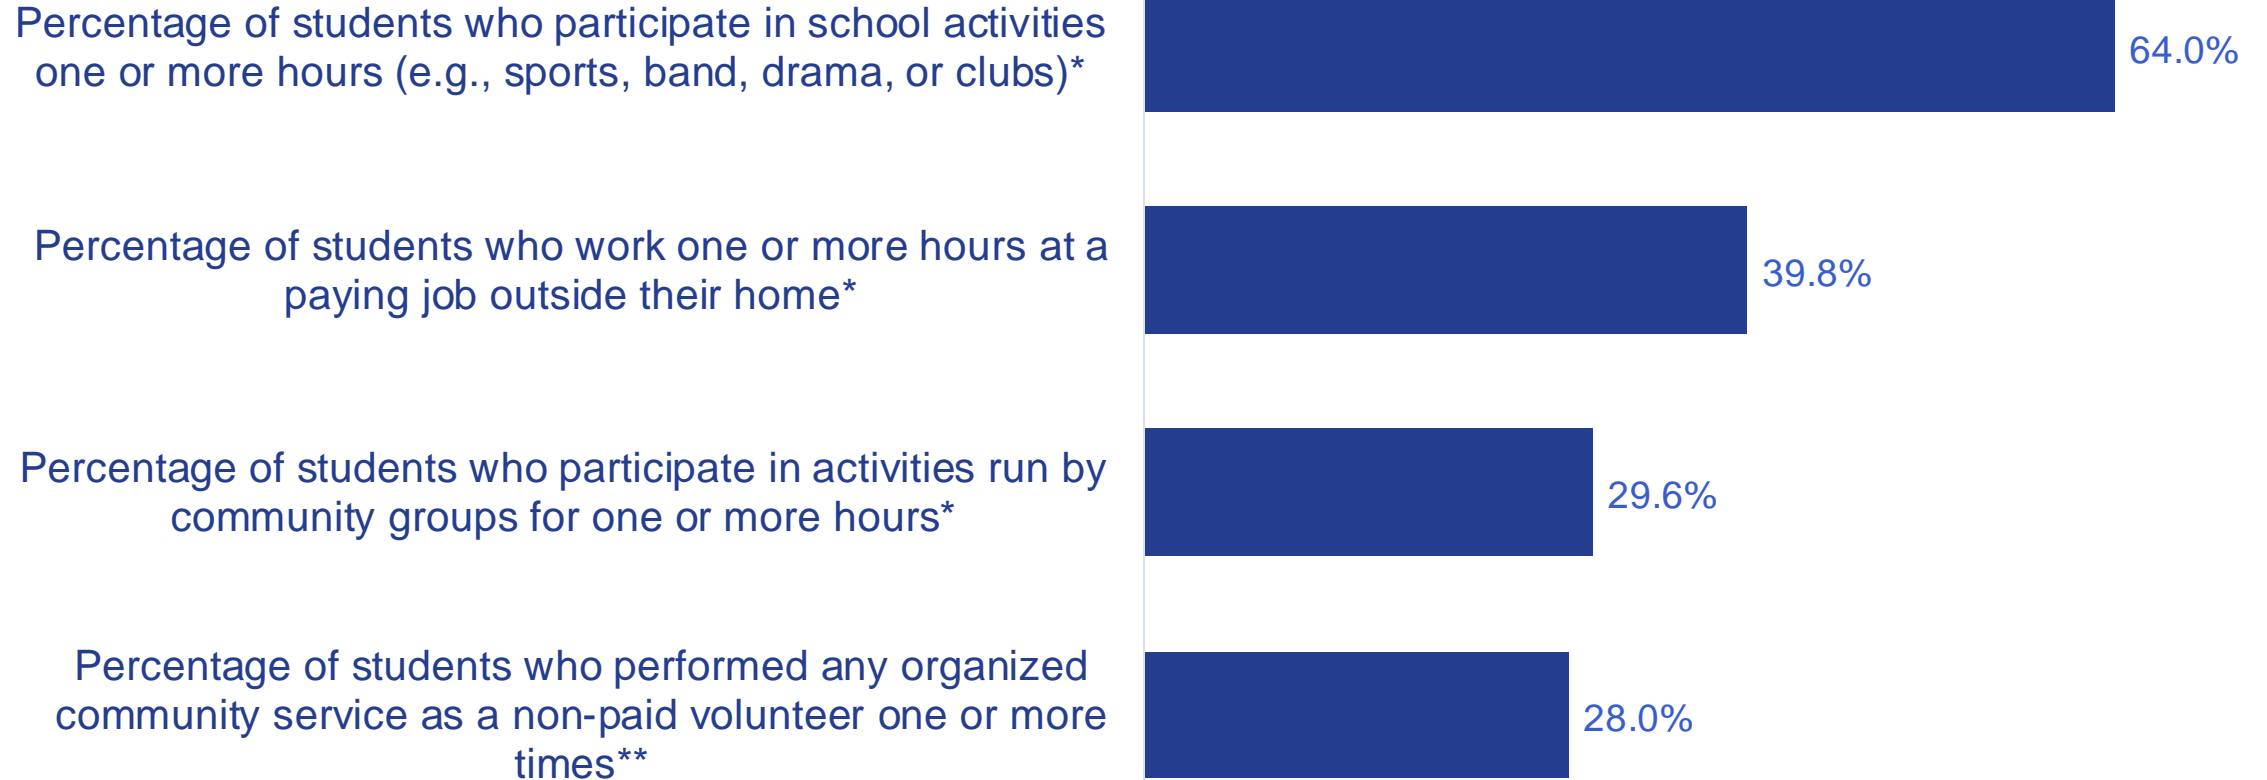 Percentage of students who participate in school activities
one or more hours (e.g., sports, band, drama, or clubs)*
64.0%
Percentage of students who work one or more hours at a
paying job outside their home*
39.8%
Percentage of students who participate in activities run by
community groups for one or more hours*
29.6%
Percentage of students who performed any organized
community service as a non-paid volunteer one or more
times**
28.0%